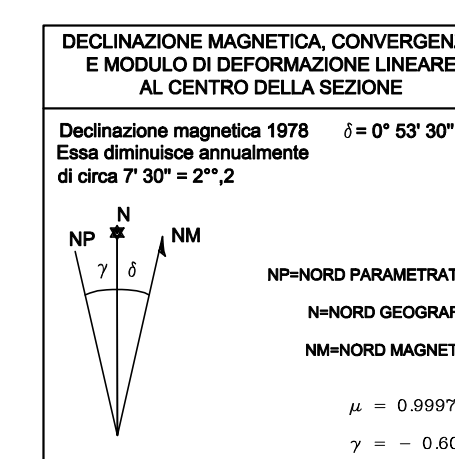 DECLINAZIONE MAGNETICA, CONVERGEN
E MODULO DI DEFORMAZIONE LINEARE
AL CENTRO DELLA SEZIONE
Declinazione magnetica 1978 δ = 0° 53' 30"
Essa diminuisce annualmente
di circa 7' 30" = 2°°,2
N
NP NM
γ δ
NP=NORD PARAMETRAT
N=NORD GEOGRAF
NM=NORD MAGNET
μ = 0.9997
γ = - 0.60